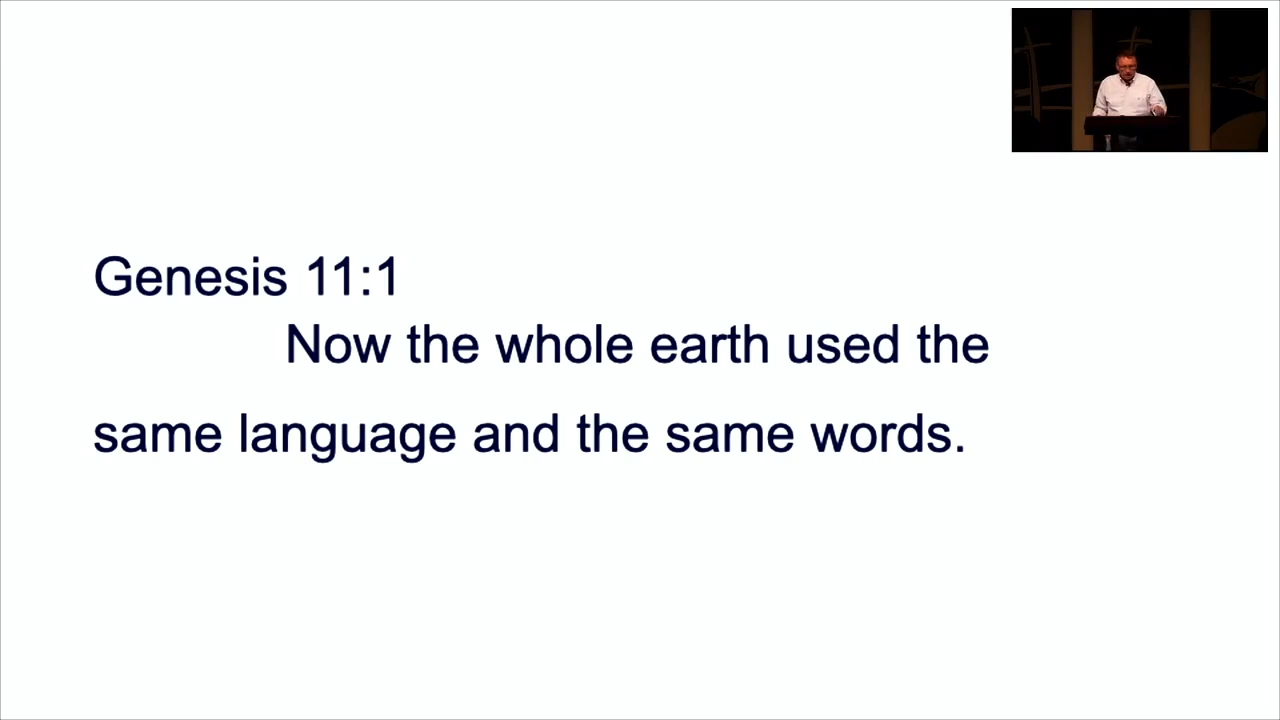 Genesis 11:1
Now the whole earth used the
same language and the same words.